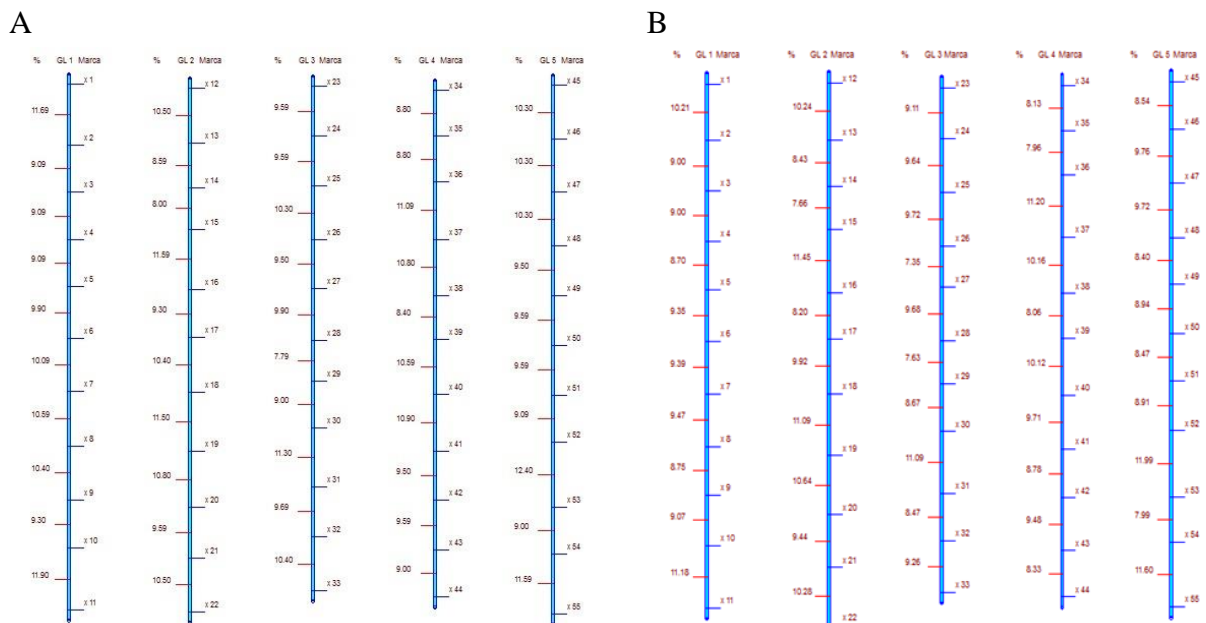 A
% GL 1 Marca
x 1
11.69
x 2
9.09
x 3
9.09
x 4
9.09
x 5
9.90
x 6
10.09
x 7
10.59
x 8
10.40
x 9
9.30
x 10
11.90
x 11
% GL 2 Marca
x 12
10.50
x 13
8.59
x 14
8.00
x 15
11.59
x 16
9.30
x 17
10.40
x 18
11.50
x 19
10.80
x 20
9.59
x 21
10.50
x 22
% GL 3 Marca
x 23
9.59
x 24
9.59
x 25
10.30
x 26
9.50
x 27
9.90
x 28
7.79
x 29
9.00
x 30
11.30
x 31
9.69
x 32
10.40
x 33
% GL 4 Marca
x 34
8.80
x 35
8.80
x 36
11.09
x 37
10.80
x 38
8.40
x 39
10.59
x 40
10.90
x 41
9.50
x 42
9.59
x 43
9.00
x 44
% GL 5 Marca
x 45
10.30
x 46
10.30
x 47
10.30
x 48
9.50
x 49
9.59
x 50
9.59
x 51
9.09
x 52
12.40
x 53
9.00
x 54
11.59
x 55
B
% GL 1 Marca
x 1
10.21
x 2
9.00
x 3
9.00
x 4
8.70
x 5
9.35
x 6
9.39
x 7
9.47
x 8
8.75
x 9
9.07
x 10
11.18
x 11
% GL 2 Marca
x 12
10.24
x 13
8.43
x 14
7.66
x 15
11.45
x 16
8.20
x 17
9.92
x 18
11.09
x 19
10.64
x 20
9.44
x 21
10.28
x 22
% GL 3 Marca
x 23
9.11
x 24
9.64
x 25
9.72
x 26
7.35
x 27
9.68
x 28
7.63
x 29
8.67
x 30
11.09
x 31
8.47
x 32
9.26
x 33
% GL 4 Marca
x 34
8.13
x 35
7.96
x 36
11.20
x 37
10.16
x 38
8.06
x 39
10.12
x 40
9.71
x 41
8.78
x 42
9.48
x 43
8.33
x 44
% GL 5 Marca
x 45
8.54
x 46
9.76
x 47
9.72
x 48
8.40
x 49
8.94
x 50
8.47
x 51
8.91
x 52
11.99
x 53
7.99
x 54
11.60
x 55